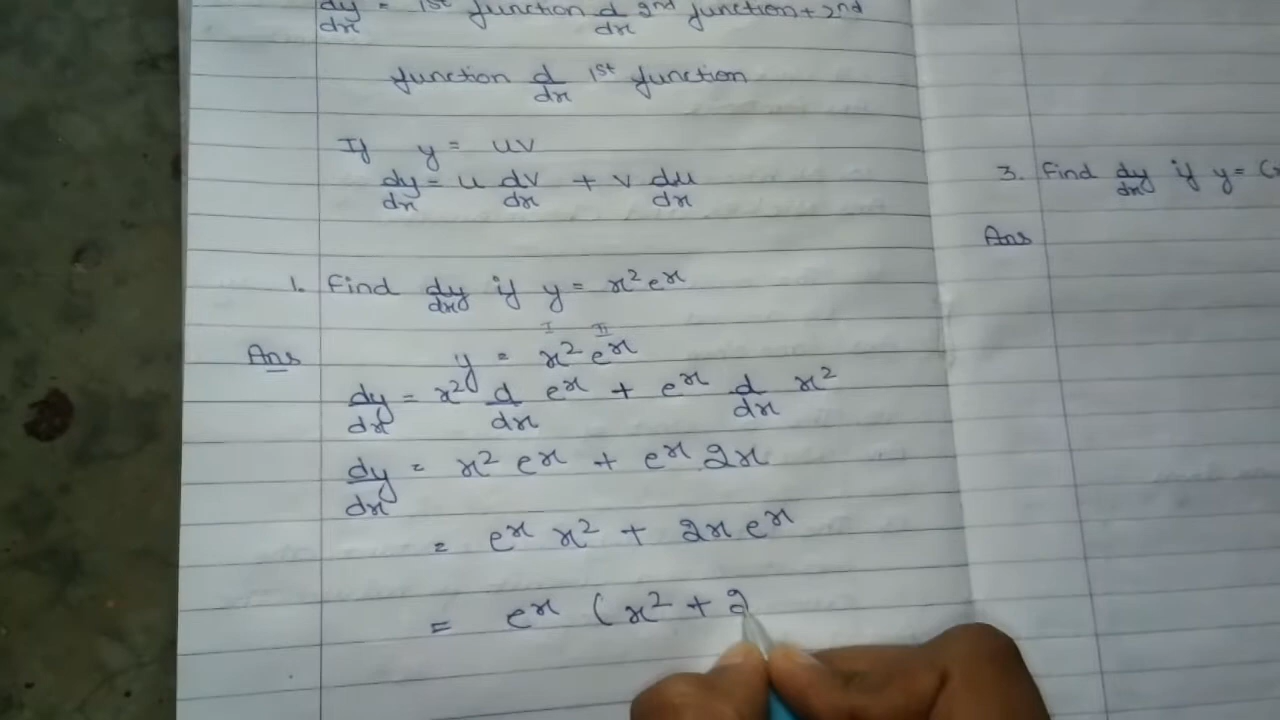 dy/dx = 1st function d/dx 2nd function + 2nd
function d/dx 1st function
If y = uv
dy/dx = u dv/dx + v du/dx
1. Find dy/dx if y = x² eˣ
I II
Ans y = x² eˣ
dy/dx = x² d/dx eˣ + eˣ d/dx x²
dy/dx = x² eˣ + eˣ 2x
= eˣ x² + 2x eˣ
= eˣ (x² + 2
3. Find dy/dx if y =
Ans